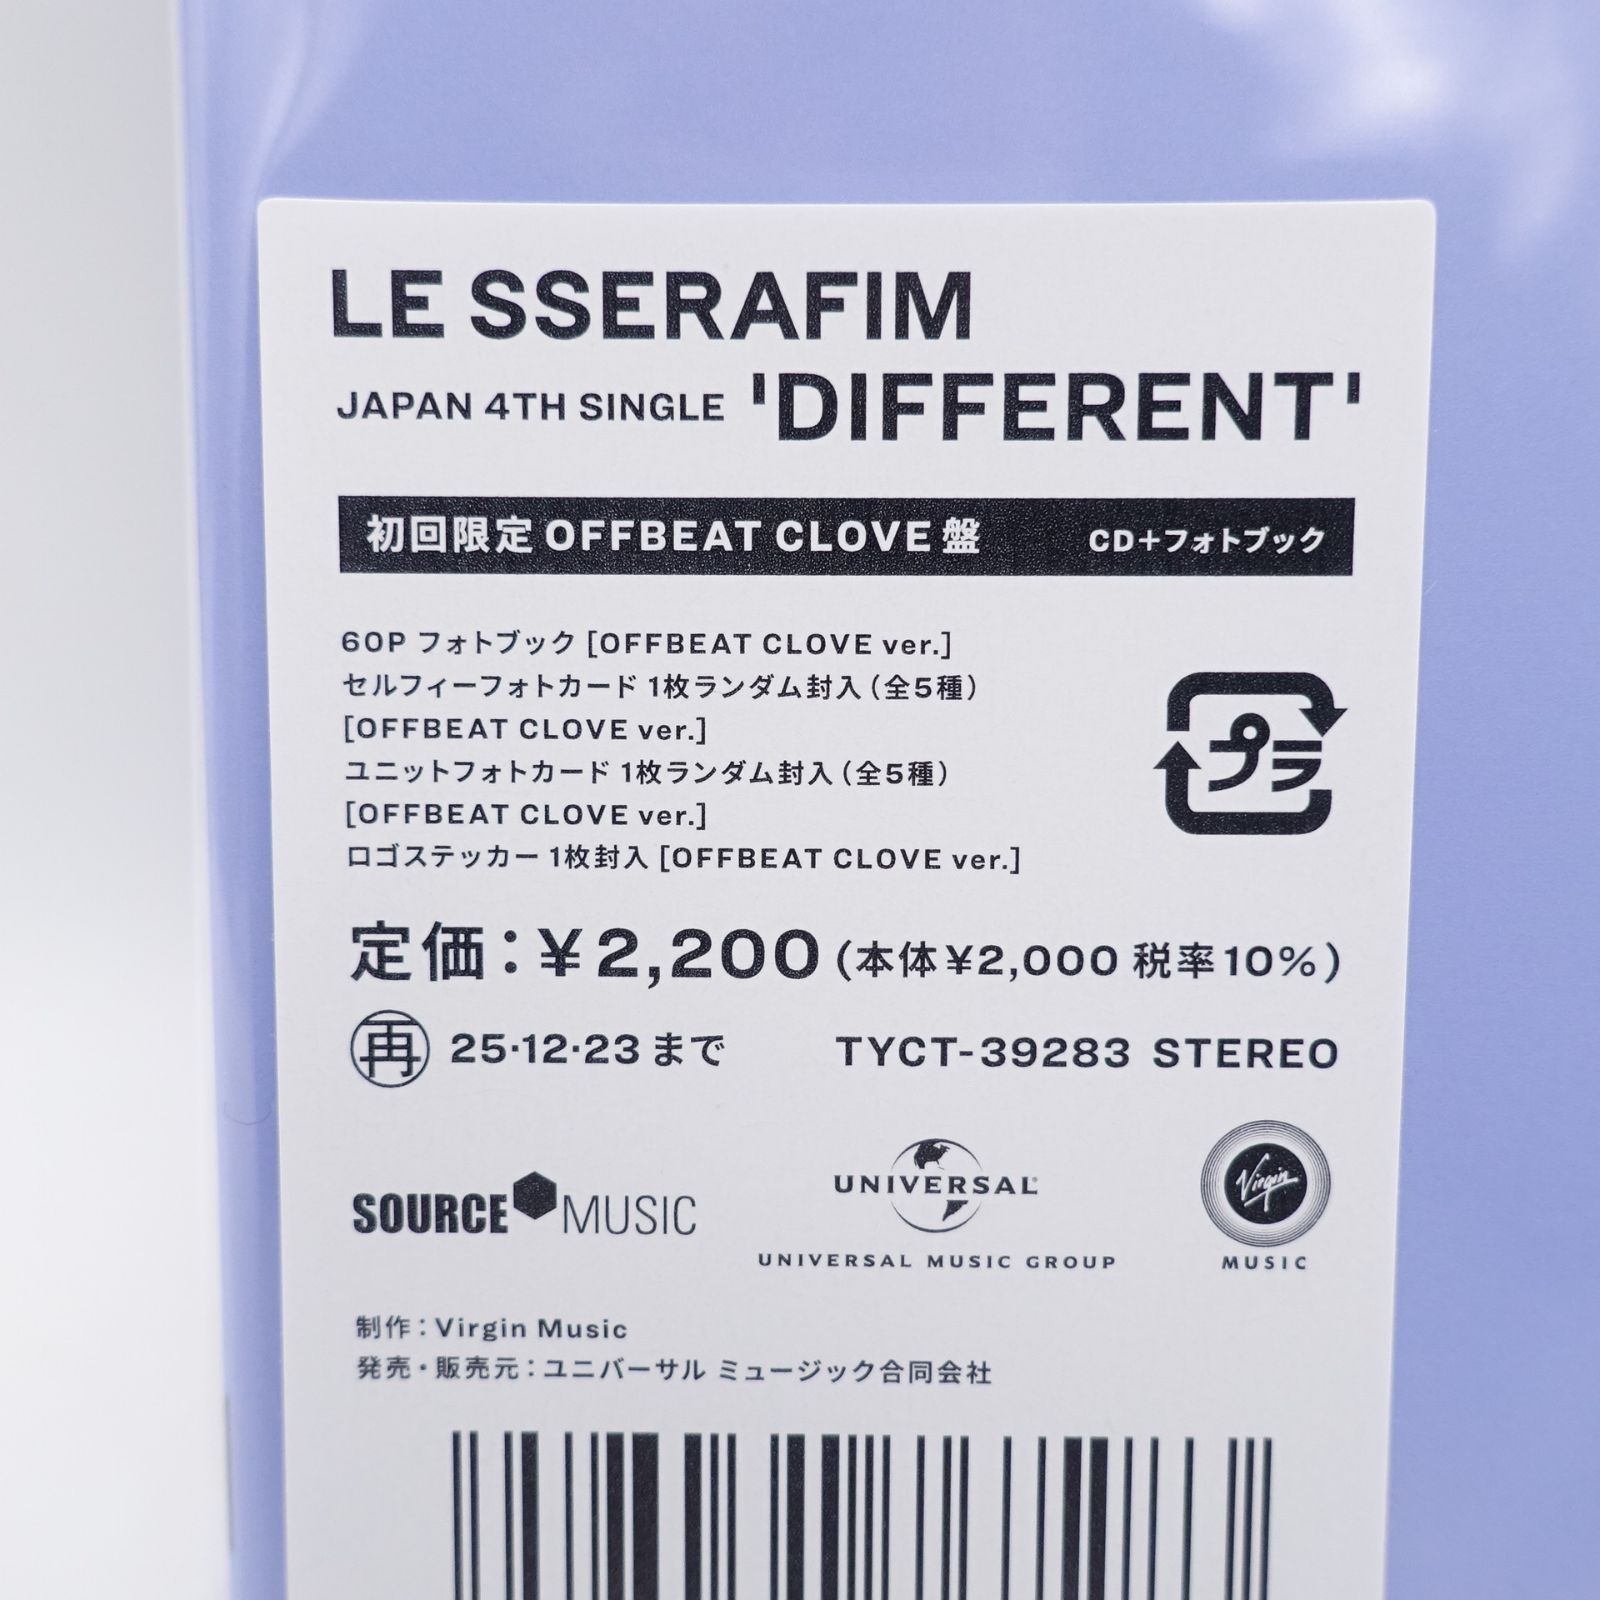 LE SSERAFIM
JAPAN 4TH SINGLE 'DIFFERENT'
初回限定 OFFBEAT CLOVE 盤 CD+フォトブック
60P フォトブック [OFFBEAT CLOVE ver.]
セルフィーフォトカード 1枚ランダム封入（全5種）
[OFFBEAT CLOVE ver.]
ユニットフォトカード 1枚ランダム封入（全5種）
[OFFBEAT CLOVE ver.]
ロゴステッカー 1枚封入 [OFFBEAT CLOVE ver.]
プラ
定価：¥2,200（本体¥2,000 税率10%）
再 25・12・23 まで TYCT-39283 STEREO
SOURCE MUSIC
UNIVERSAL
UNIVERSAL MUSIC GROUP
Virgin
MUSIC
制作：Virgin Music
発売・販売元：ユニバーサル ミュージック合同会社